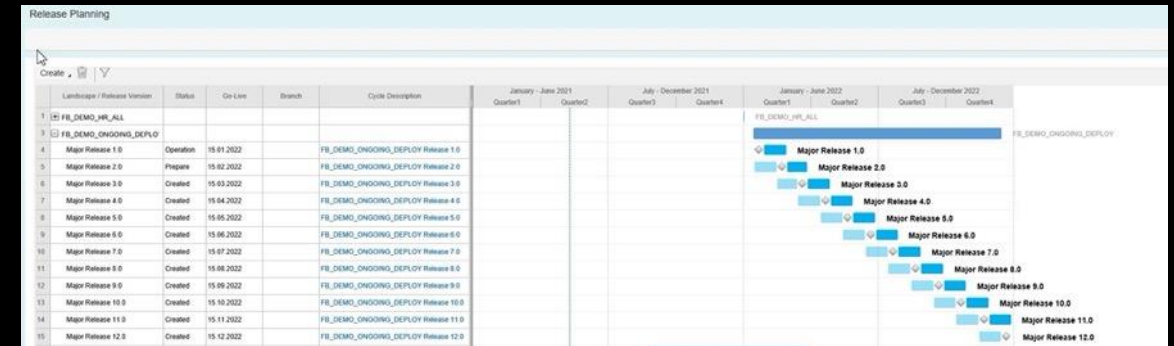 Release Planning
Create
Landscape / Release Version Status Go-Live Branch Cycle Description January - June 2021 July - December 2021 January - June 2022 July - December 2022
Quarter1 Quarter2 Quarter3 Quarter4 Quarter1 Quarter2 Quarter3 Quarter4
1 FB_DEMO_HR_ALL FB_DEMO_HR_ALL
3 FB_DEMO_ONGOING_DEPLO FB_DEMO_ONGOING_DEPLOY
4 Major Release 1.0 Operation 15.01.2022 FB_DEMO_ONGOING_DEPLOY Release 1.0 Major Release 1.0
5 Major Release 2.0 Prepare 15.02.2022 FB_DEMO_ONGOING_DEPLOY Release 2.0 Major Release 2.0
6 Major Release 3.0 Created 15.03.2022 FB_DEMO_ONGOING_DEPLOY Release 3.0 Major Release 3.0
7 Major Release 4.0 Created 15.04.2022 FB_DEMO_ONGOING_DEPLOY Release 4.0 Major Release 4.0
8 Major Release 5.0 Created 15.05.2022 FB_DEMO_ONGOING_DEPLOY Release 5.0 Major Release 5.0
9 Major Release 6.0 Created 15.06.2022 FB_DEMO_ONGOING_DEPLOY Release 6.0 Major Release 6.0
10 Major Release 7.0 Created 15.07.2022 FB_DEMO_ONGOING_DEPLOY Release 7.0 Major Release 7.0
11 Major Release 8.0 Created 15.08.2022 FB_DEMO_ONGOING_DEPLOY Release 8.0 Major Release 8.0
12 Major Release 9.0 Created 15.09.2022 FB_DEMO_ONGOING_DEPLOY Release 9.0 Major Release 9.0
13 Major Release 10.0 Created 15.10.2022 FB_DEMO_ONGOING_DEPLOY Release 10.0 Major Release 10.0
14 Major Release 11.0 Created 15.11.2022 FB_DEMO_ONGOING_DEPLOY Release 11.0 Major Release 11.0
15 Major Release 12.0 Created 15.12.2022 FB_DEMO_ONGOING_DEPLOY Release 12.0 Major Release 12.0